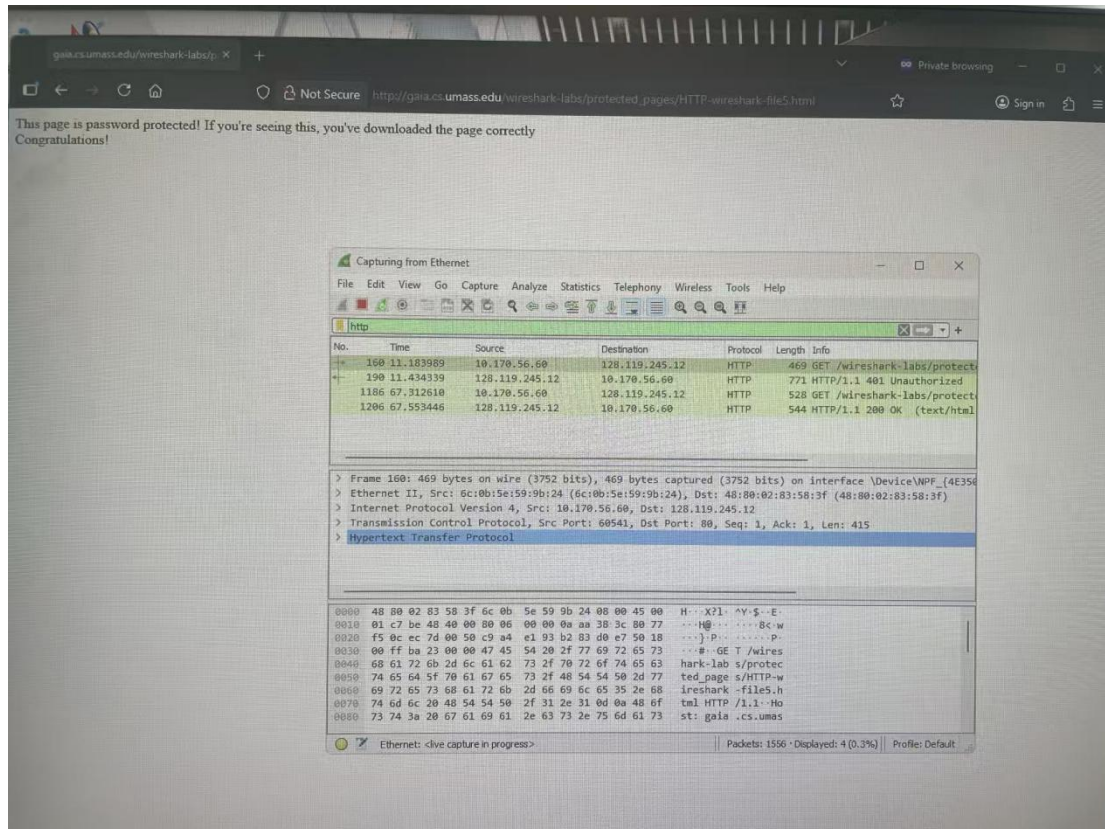 gaia.cs.umass.edu/wireshark-labs/p
Private browsing
Not Secure http://gaia.cs.umass.edu/wireshark-labs/protected_pages/HTTP-wireshark-file5.html
Sign in
This page is password protected! If you're seeing this, you've downloaded the page correctly
Congratulations!
Capturing from Ethernet
File Edit View Go Capture Analyze Statistics Telephony Wireless Tools Help
http
No. Time Source Destination Protocol Length Info
160 11.183989 10.170.56.60 128.119.245.12 HTTP 469 GET /wireshark-labs/protect
190 11.434339 128.119.245.12 10.170.56.60 HTTP 771 HTTP/1.1 401 Unauthorized
1186 67.312610 10.170.56.60 128.119.245.12 HTTP 528 GET /wireshark-labs/protect
1206 67.553446 128.119.245.12 10.170.56.60 HTTP 544 HTTP/1.1 200 OK (text/html
> Frame 160: 469 bytes on wire (3752 bits), 469 bytes captured (3752 bits) on interface \Device\NPF_{4E350
> Ethernet II, Src: 6c:0b:5e:59:9b:24 (6c:0b:5e:59:9b:24), Dst: 48:80:02:83:58:3f (48:80:02:83:58:3f)
> Internet Protocol Version 4, Src: 10.170.56.60, Dst: 128.119.245.12
> Transmission Control Protocol, Src Port: 60541, Dst Port: 80, Seq: 1, Ack: 1, Len: 415
> Hypertext Transfer Protocol
0000 48 80 02 83 58 3f 6c 0b 5e 59 9b 24 08 00 45 00 H···X?l· ^Y·$··E·
0010 01 c7 be 48 40 00 80 06 00 00 0a aa 38 3c 80 77 ···H@··· ····8<·w
0020 f5 0c ec 7d 00 50 c9 a4 e1 93 b2 83 d0 e7 50 18 ···}·P·· ······P·
0030 00 ff ba 23 00 00 47 45 54 20 2f 77 69 72 65 73 ···#··GE T /wires
0040 68 61 72 6b 2d 6c 61 62 73 2f 70 72 6f 74 65 63 hark-lab s/protec
0050 74 65 64 5f 70 61 67 65 73 2f 48 54 54 50 2d 77 ted_page s/HTTP-w
0060 69 72 65 73 68 61 72 6b 2d 66 69 6c 65 35 2e 68 ireshark -file5.h
0070 74 6d 6c 20 48 54 54 50 2f 31 2e 31 0d 0a 48 6f tml HTTP /1.1··Ho
0080 73 74 3a 20 67 61 69 61 2e 63 73 2e 75 6d 61 73 st: gaia .cs.umas
Ethernet: <live capture in progress> Packets: 1556 · Displayed: 4 (0.3%) Profile: Default